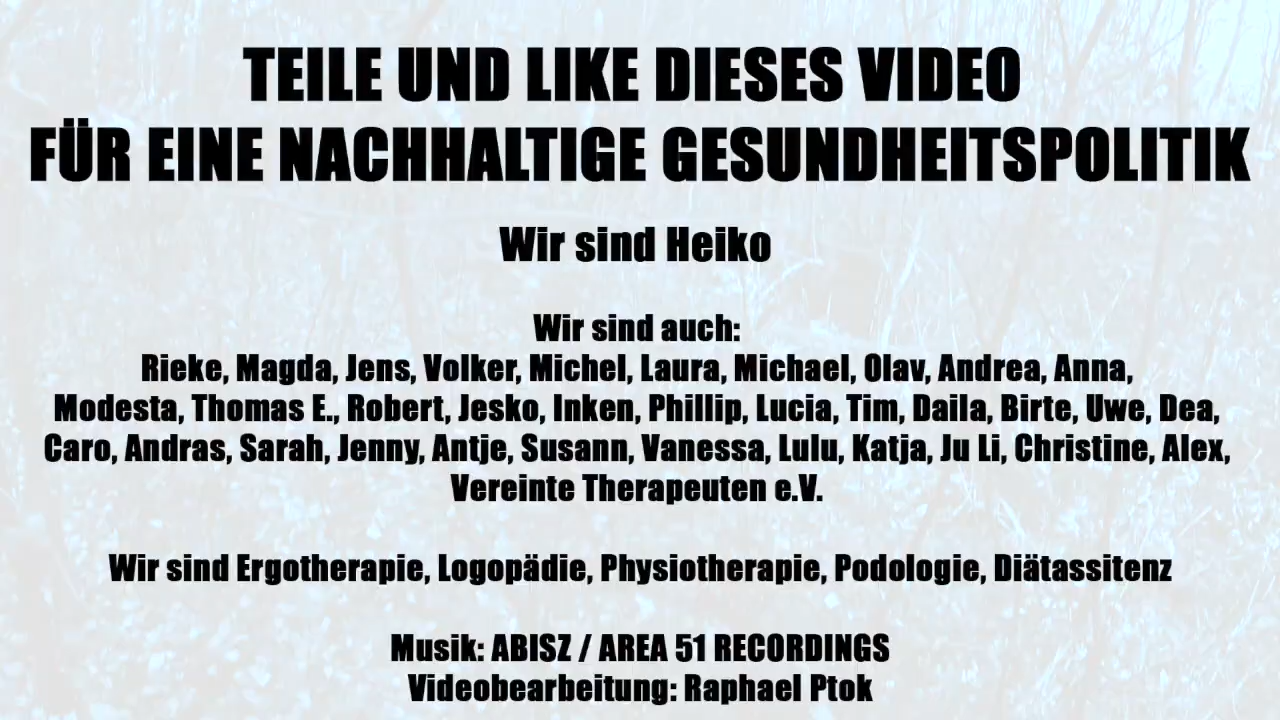 TEILE UND LIKE DIESES VIDEO
FÜR EINE NACHHALTIGE GESUNDHEITSPOLITIK
Wir sind Heiko
Wir sind auch:
Rieke, Magda, Jens, Volker, Michel, Laura, Michael, Olav, Andrea, Anna,
Modesta, Thomas E., Robert, Jesko, Inken, Phillip, Lucia, Tim, Daila, Birte, Uwe, Dea,
Caro, Andras, Sarah, Jenny, Antje, Susann, Vanessa, Lulu, Katja, Ju Li, Christine, Alex,
Vereinte Therapeuten e.V.
Wir sind Ergotherapie, Logopädie, Physiotherapie, Podologie, Diätassitenz
Musik: ABISZ / AREA 51 RECORDINGS
Videobearbeitung: Raphael Ptok